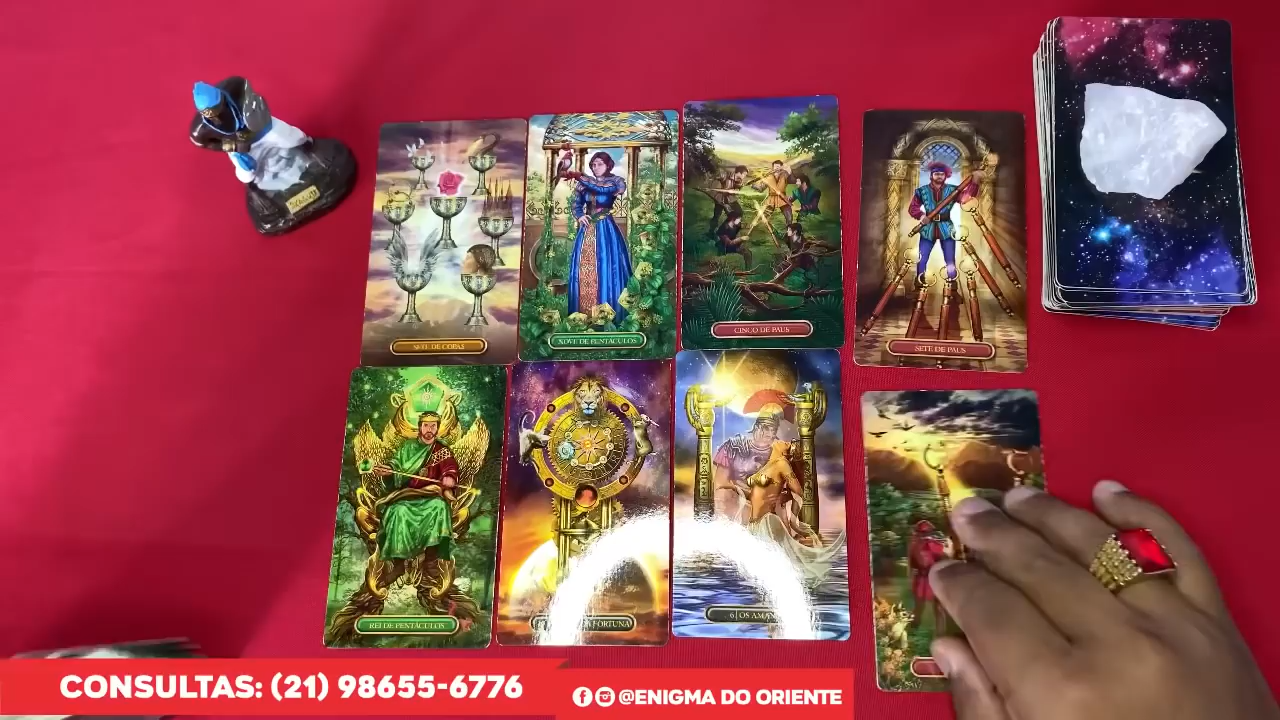 SETE DE COPAS
NOVE DE PENTÁCULOS
CINCO DE PAUS
SETE DE PAUS
REI DE PENTÁCULOS
FORTUNA
6 | OS AMAN
CONSULTAS: (21) 98655-6776
@ENIGMA DO ORIENTE